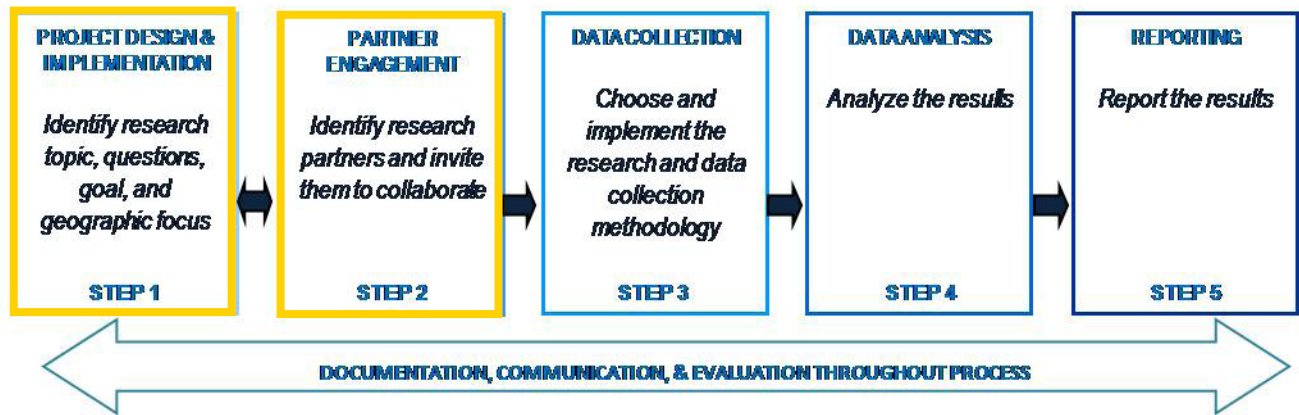 PROJECT DESIGN &
IMPLEMENTATION
Identify research
topic, questions,
goal, and
geographic focus
STEP 1
PARTNER
ENGAGEMENT
Identify research
partners and invite
them to collaborate
STEP 2
DATA COLLECTION
Choose and
implement the
research and data
collection
methodology
STEP 3
DATA ANALYSIS
Analyze the results
STEP 4
REPORTING
Report the results
STEP 5
DOCUMENTATION, COMMUNICATION, & EVALUATION THROUGHOUT PROCESS